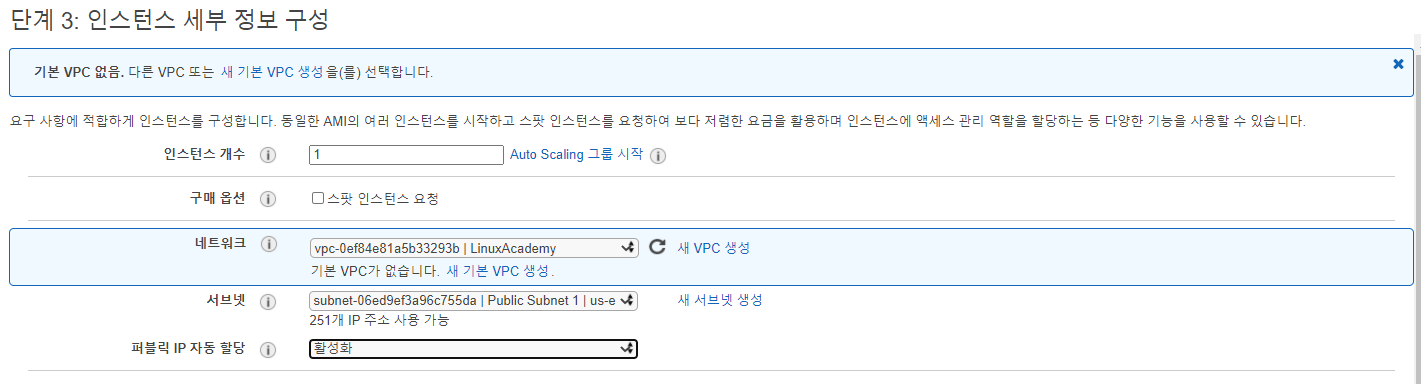 단계 3: 인스턴스 세부 정보 구성
기본 VPC 없음. 다른 VPC 또는 새 기본 VPC 생성을(를) 선택합니다.
요구 사항에 적합하게 인스턴스를 구성합니다. 동일한 AMI의 여러 인스턴스를 시작하고 스팟 인스턴스를 요청하여 보다 저렴한 요금을 활용하며 인스턴스에 액세스 관리 역할을 할당하는 등 다양한 기능을 사용할 수 있습니다.
인스턴스 개수 1 Auto Scaling 그룹 시작
구매 옵션 스팟 인스턴스 요청
네트워크 vpc-0ef84e81a5b33293b | LinuxAcademy 새 VPC 생성
기본 VPC가 없습니다. 새 기본 VPC 생성.
서브넷 subnet-06ed9ef3a96c755da | Public Subnet 1 | us-e 새 서브넷 생성
251개 IP 주소 사용 가능
퍼블릭 IP 자동 할당 활성화